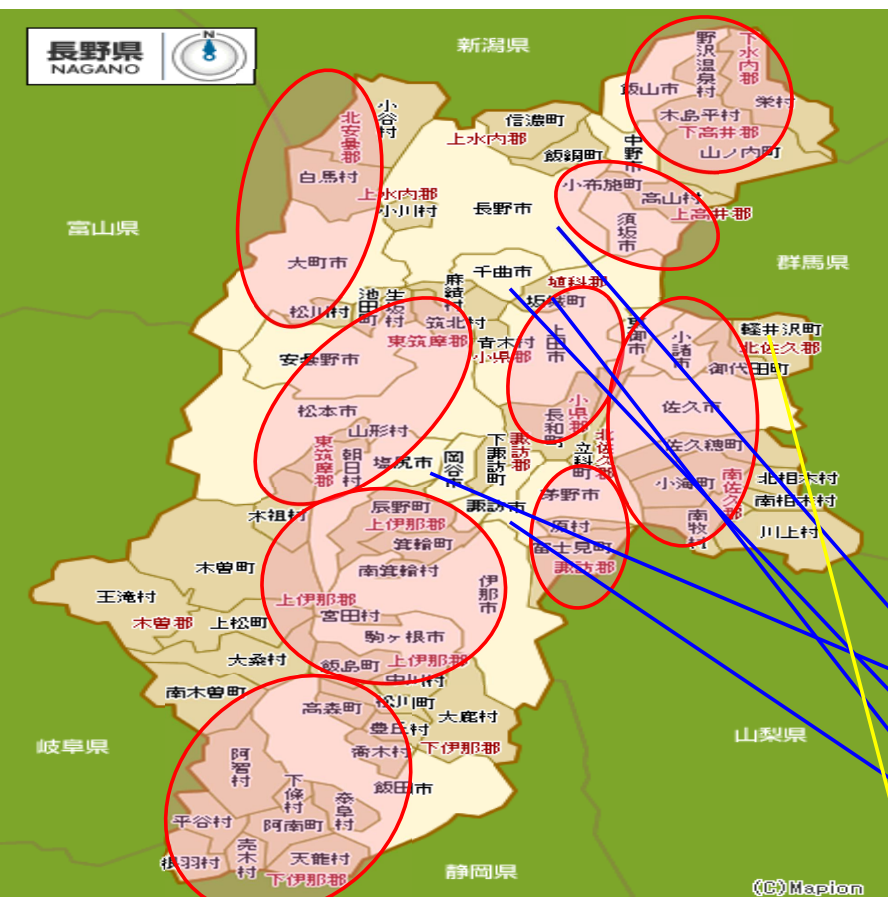 長野県
NAGANO
N
新潟県
富山県
群馬県
岐阜県
山梨県
静岡県
小谷村
北安曇郡
白馬村
大町市
松川村
池田町
生坂村
麻績村
筑北村
東筑摩郡
安曇野市
松本市
山形村
東筑摩郡
朝日村
塩尻市
信濃町
上水内郡
飯綱町
上水内郡
小川村
長野市
千曲市
埴科郡
坂城町
中野市
野沢温泉村
下水内郡
飯山市
栄村
木島平村
下高井郡
山ノ内町
小布施町
高山村
須坂市
上高井郡
上田市
青木村
小県郡
小県郡
長和町
東御市
小諸市
軽井沢町
北佐久郡
御代田町
佐久市
佐久穂町
小海町
南佐久郡
北相木村
南相木村
南牧村
川上村
北佐久郡
立科町
岡谷市
下諏訪町
諏訪郡
諏訪市
茅野市
原村
富士見町
諏訪郡
木祖村
木曽町
王滝村
木曽郡
上松町
大桑村
南木曽町
辰野町
上伊那郡
箕輪町
南箕輪村
伊那市
上伊那郡
宮田村
駒ヶ根市
飯島町
上伊那郡
中川村
松川町
大鹿村
高森町
豊丘村
喬木村
下伊那郡
飯田市
阿智村
下條村
泰阜村
平谷村
阿南町
売木村
根羽村
天龍村
下伊那郡
(C)Mapion